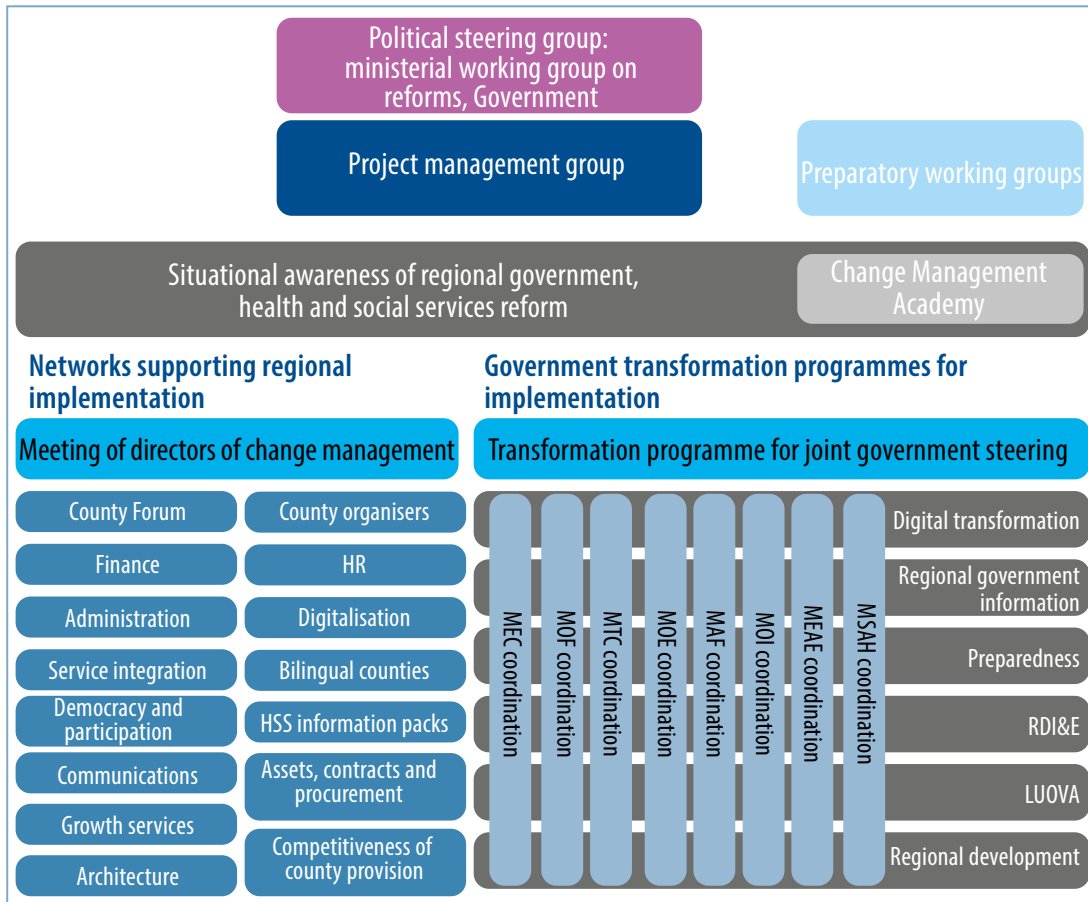 Political steering group:
ministerial working group on
reforms, Government
Project management group
Preparatory working groups
Situational awareness of regional government,
health and social services reform
Change Management
Academy
Networks supporting regional
implementation
Government transformation programmes for
implementation
Meeting of directors of change management
Transformation programme for joint government steering
County Forum
County organisers
Finance
HR
Administration
Digitalisation
Service integration
Bilingual counties
Democracy and
participation
HSS information packs
Communications
Assets, contracts and
procurement
Growth services
Competitiveness of
county provision
Architecture
MEC coordination
MOF coordination
MTC coordination
MOE coordination
MAF coordination
MOI coordination
MEAE coordination
MSAH coordination
Digital transformation
Regional government
information
Preparedness
RDI&E
LUOVA
Regional development